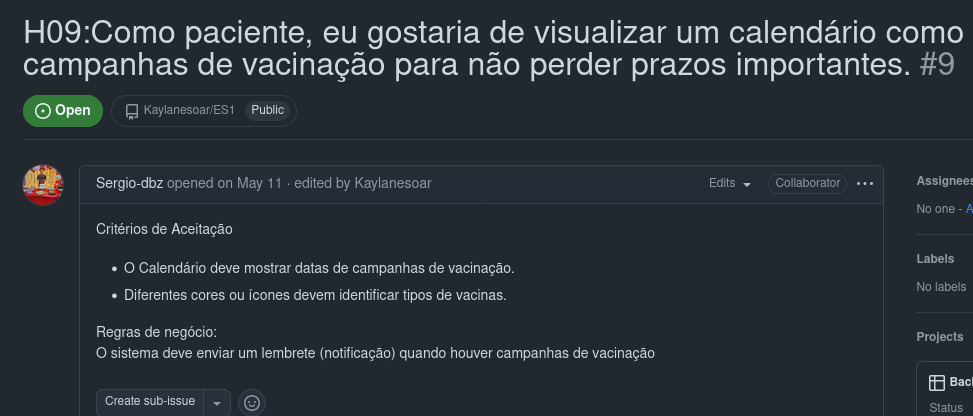 H09:Como paciente, eu gostaria de visualizar um calendário como
campanhas de vacinação para não perder prazos importantes. #9
Open
Kaylanesoar/ES1 Public
Sergio-dbz opened on May 11 · edited by Kaylanesoar
Edits
Collaborator
Critérios de Aceitação
• O Calendário deve mostrar datas de campanhas de vacinação.
• Diferentes cores ou ícones devem identificar tipos de vacinas.
Regras de negócio:
O sistema deve enviar um lembrete (notificação) quando houver campanhas de vacinação
Create sub-issue
Assignees
No one - A
Labels
No labels
Projects
Bac
Status